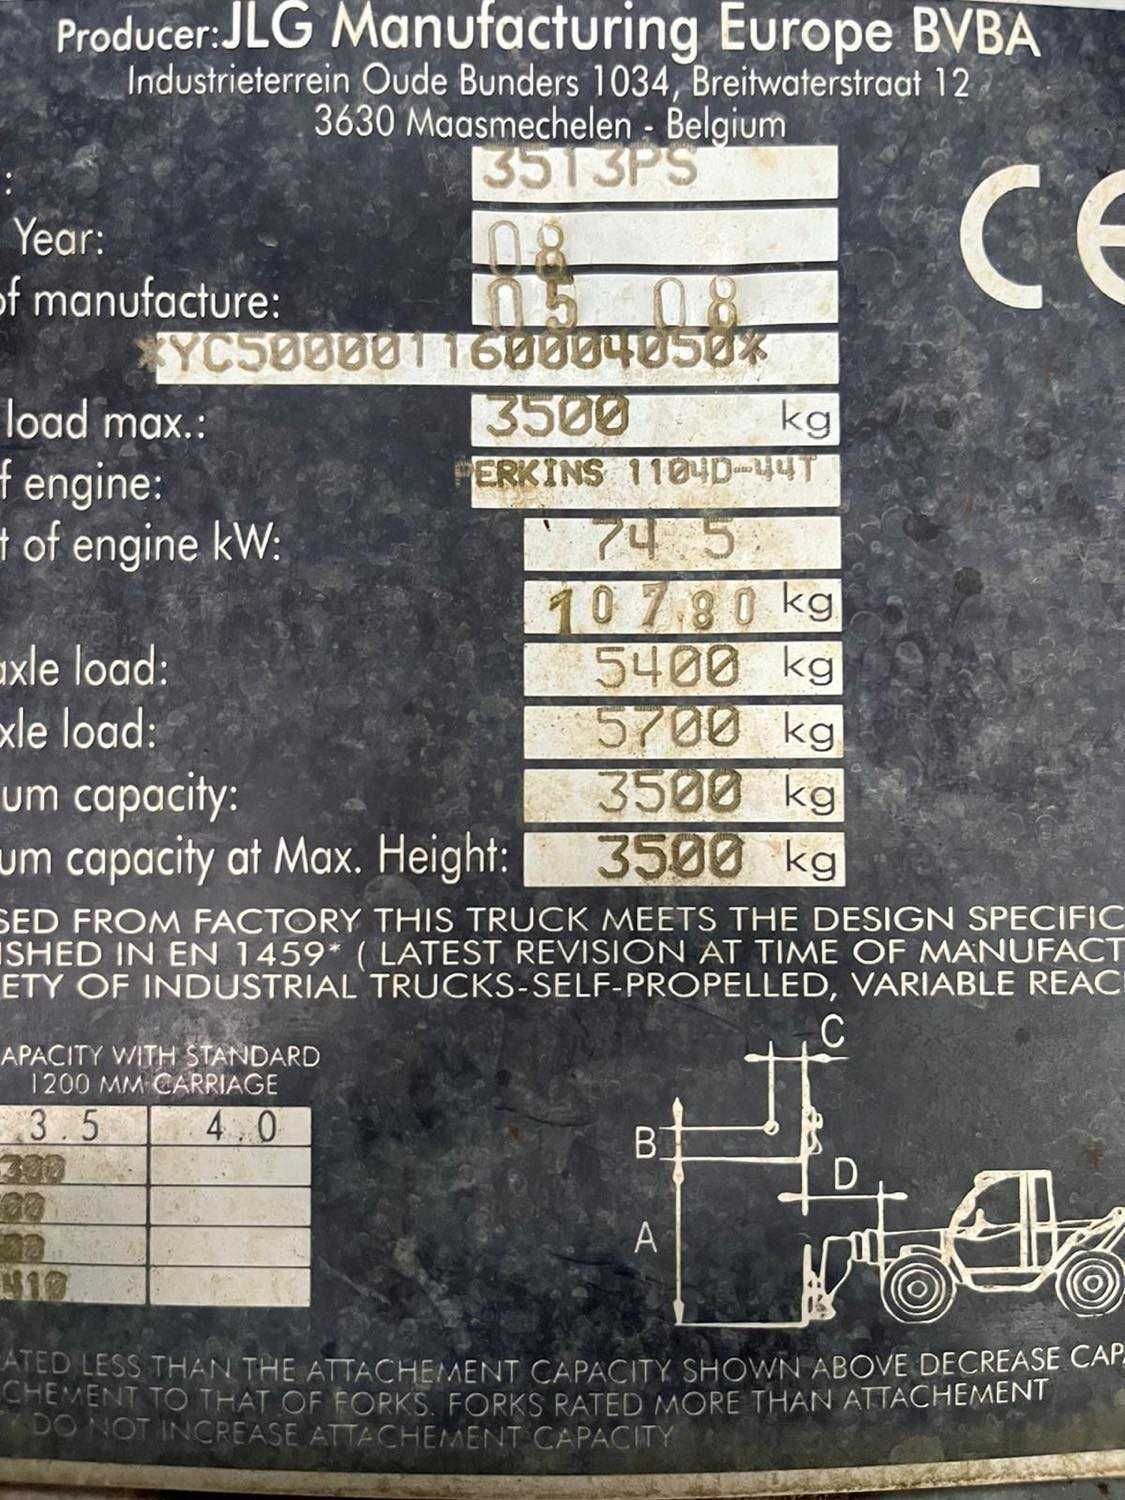 Producer: JLG Manufacturing Europe BVBA
Industrieterrein Oude Bunders 1034, Breitwaterstraat 12
3630 Maasmechelen - Belgium
: 3513PS
CE
Year: 08
of manufacture: 05 08
*YC500001160004050*
load max.: 3500 kg
f engine: PERKINS 1104D-44T
t of engine kW: 74 5
10780 kg
axle load: 5400 kg
xle load: 5700 kg
um capacity: 3500 kg
um capacity at Max. Height: 3500 kg
SED FROM FACTORY THIS TRUCK MEETS THE DESIGN SPECIFIC
ISHED IN EN 1459* ( LATEST REVISION AT TIME OF MANUFACT
ETY OF INDUSTRIAL TRUCKS-SELF-PROPELLED, VARIABLE REAC
APACITY WITH STANDARD
1200 MM CARRIAGE
3.5 4.0
300
00
00
410
C
B
D
A
ATED LESS THAN THE ATTACHEMENT CAPACITY SHOWN ABOVE DECREASE CAP
CHEMENT TO THAT OF FORKS. FORKS RATED MORE THAN ATTACHEMENT
Y DO NOT INCREASE ATTACHEMENT CAPACITY